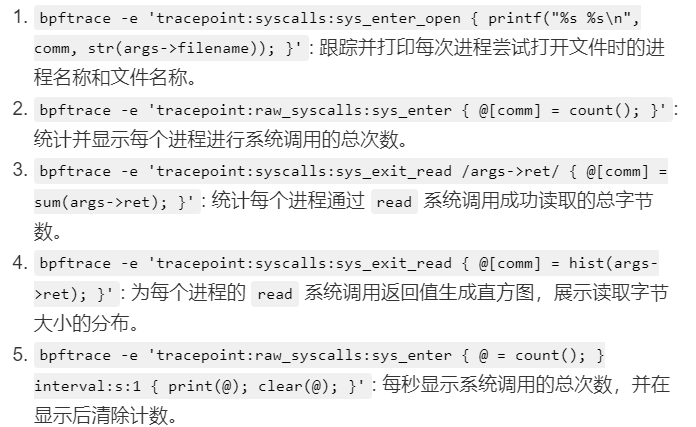 1. bpftrace -e 'tracepoint:syscalls:sys_enter_open { printf("%s %s\n",
comm, str(args->filename)); }' : 跟踪并打印每次进程尝试打开文件时的进
程名称和文件名称。
2. bpftrace -e 'tracepoint:raw_syscalls:sys_enter { @[comm] = count(); }' :
统计并显示每个进程进行系统调用的总次数。
3. bpftrace -e 'tracepoint:syscalls:sys_exit_read /args->ret/ { @[comm] =
sum(args->ret); }' : 统计每个进程通过 read 系统调用成功读取的总字节
数。
4. bpftrace -e 'tracepoint:syscalls:sys_exit_read { @[comm] = hist(args-
>ret); }' : 为每个进程的 read 系统调用返回值生成直方图，展示读取字节
大小的分布。
5. bpftrace -e 'tracepoint:raw_syscalls:sys_enter { @ = count(); }
interval:s:1 { print(@); clear(@); }' : 每秒显示系统调用的总次数，并在
显示后清除计数。